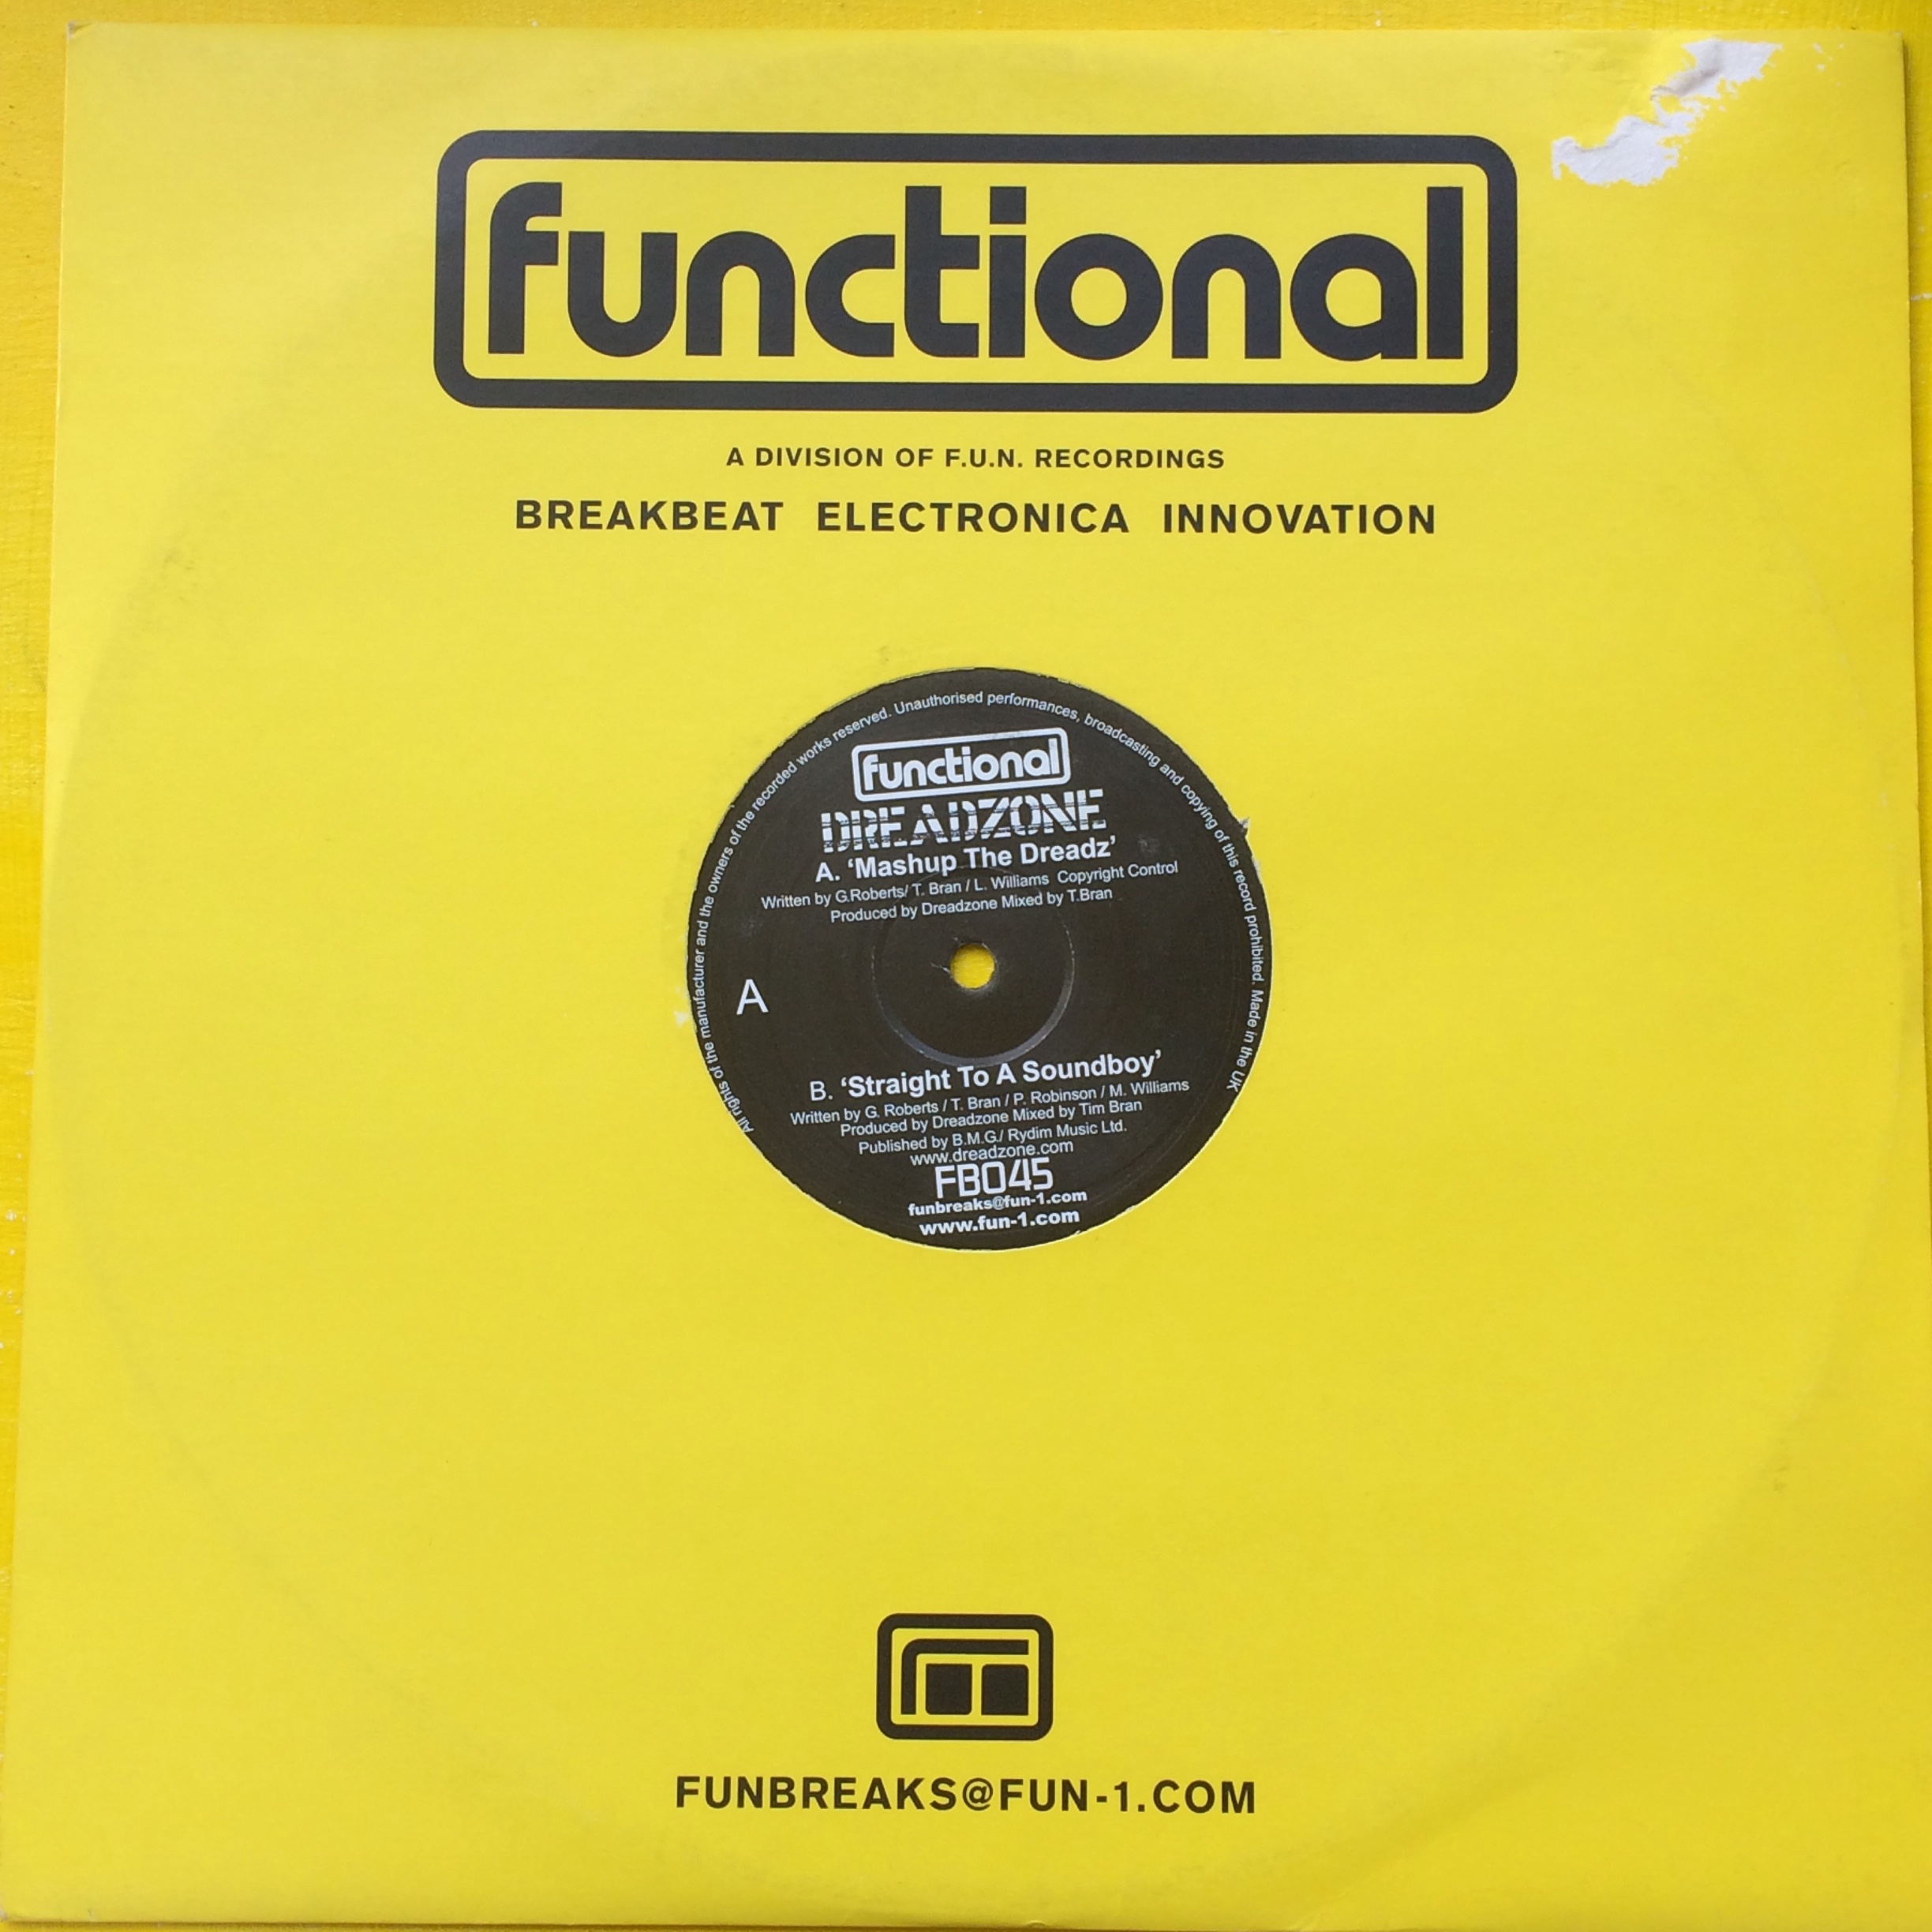 functional
A DIVISION OF F.U.N. RECORDINGS
BREAKBEAT ELECTRONICA INNOVATION
All rights of the manufacturer and the owners of the recorded works reserved. Unauthorised performances, broadcasting and copying of this record prohibited. Made in the UK
functional
DREADZONE
A. ‘Mashup The Dreadz’
Written by G.Roberts/ T. Bran / L. Williams Copyright Control
Produced by Dreadzone Mixed by T.Bran
A
B. ‘Straight To A Soundboy’
Written by G. Roberts / T. Bran / P. Robinson / M. Williams
Produced by Dreadzone Mixed by Tim Bran
Published by B.M.G./ Rydim Music Ltd.
www.dreadzone.com
FB045
funbreaks@fun-1.com
www.fun-1.com
FUNBREAKS@FUN-1.COM